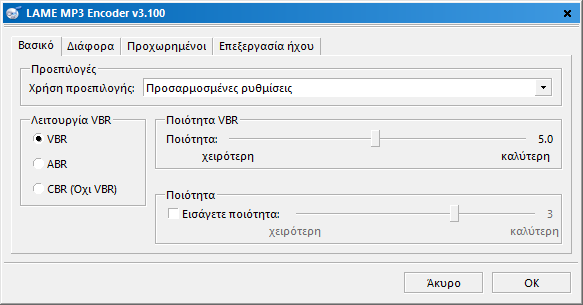 LAME MP3 Encoder v3.100
Βασικό Διάφορα Προχωρημένοι Επεξεργασία ήχου
Προεπιλογές
Χρήση προεπιλογής: Προσαρμοσμένες ρυθμίσεις
Λειτουργία VBR
VBR
ABR
CBR (Όχι VBR)
Ποιότητα VBR
Ποιότητα: 5.0
χειρότερη καλύτερη
Ποιότητα
Εισάγετε ποιότητα: 3
χειρότερη καλύτερη
Άκυρο OK